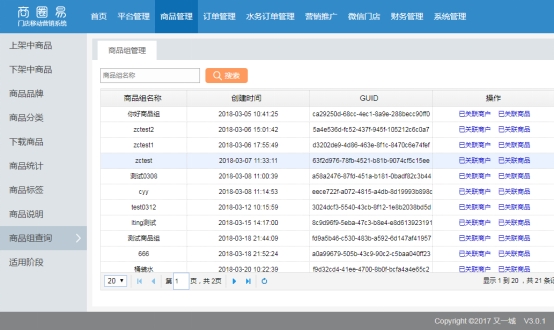 商圈易
门店移动营销系统
首页 平台管理 商品管理 订单管理 水务订单管理 营销推广 微信门店 财务管理 系统管理
上架中商品
下架中商品
商品品牌
商品分类
下载商品
商品统计
商品标签
商品说明
商品组查询
适用阶段
商品组管理
商品组名称 搜索
商品组名称 创建时间 GUID 操作
你好商品组 2018-03-05 10:41:25 ca29250d-68cc-4ec1-8a9e-288becc90ff0 已关联商户 已关联商品
zctest2 2018-03-06 15:01:42 5a4e536d-fc52-437f-945f-105212c6c0a7 已关联商户 已关联商品
zctest1 2018-03-06 17:55:49 d3202de9-4d86-463e-8f1c-8470c6e74fef 已关联商户 已关联商品
zctest 2018-03-07 11:33:11 63f2d976-78fb-4521-b81b-9074cf5c15ee 已关联商户 已关联商品
测试0308 2018-03-08 11:00:39 a58a2476-87fd-451a-b181-0badf82c3b44 已关联商户 已关联商品
cyy 2018-03-08 11:14:53 eece722f-a072-4815-a4db-8d19993b898c 已关联商户 已关联商品
test0312 2018-03-12 10:15:59 3024dcf3-5540-43cb-8f12-1e8b2038bd5d 已关联商户 已关联商品
lting测试 2018-03-15 14:17:00 8c9d96f9-5eba-47c3-b8e4-e8d613923191 已关联商户 已关联商品
测试商品组 2018-03-18 21:44:09 fd9a5b46-c530-483b-a592-6d147af41957 已关联商户 已关联商品
666 2018-03-18 21:52:24 a0a99679-505b-43c9-90c2-c5baa040ff23 已关联商户 已关联商品
桶装水 2018-03-20 10:22:39 f9d32cd4-41ee-4700-8b0f-bcfa4a4e65c2 已关联商户 已关联商品
20 第 1 页，共 2页 显示 1 到 20 ，共 21 条记
Copyright ©2017 又一城 V3.0.1